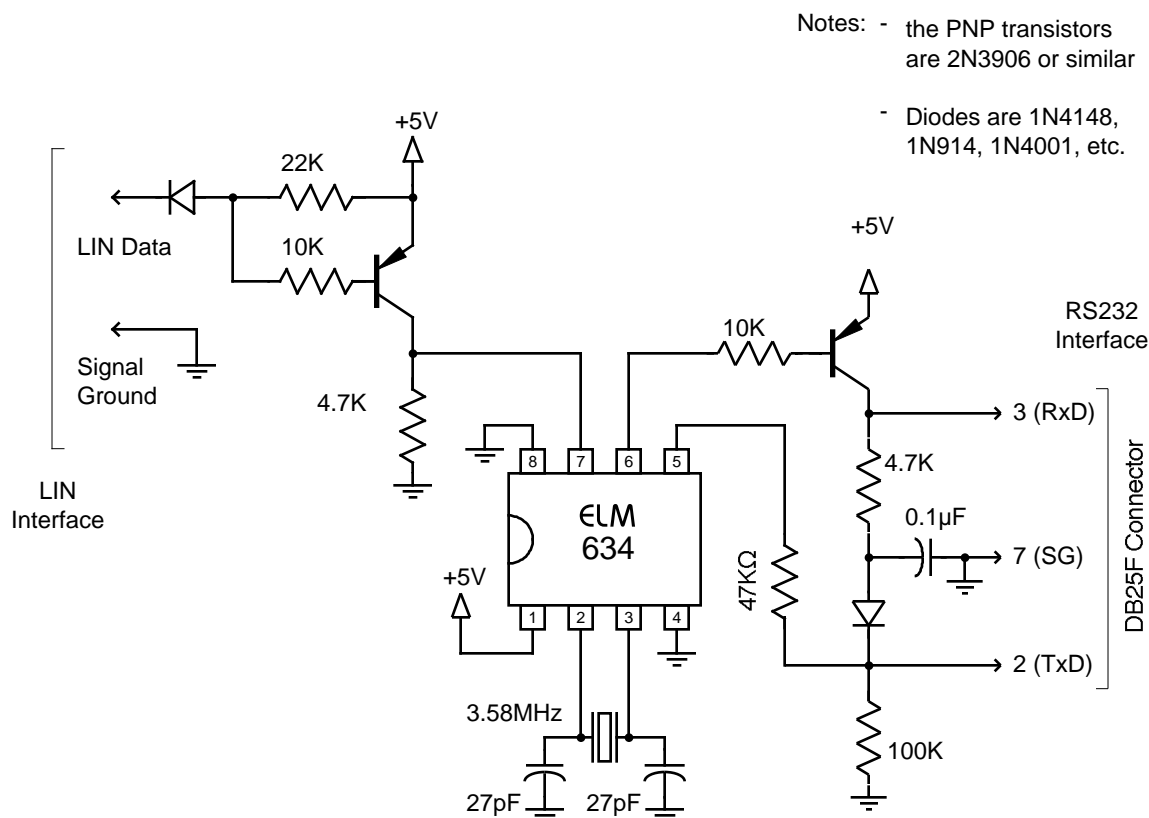 Notes: - the PNP transistors
are 2N3906 or similar
- Diodes are 1N4148,
1N914, 1N4001, etc.
+5V
22K
LIN Data
10K
+5V
RS232
Interface
10K
Signal
Ground
4.7K
3 (RxD)
8
7
6
5
4.7K
LIN
Interface
ELM
634
0.1µF
7 (SG)
DB25F Connector
+5V
47KΩ
1
2
3
4
2 (TxD)
3.58MHz
100K
27pF
27pF